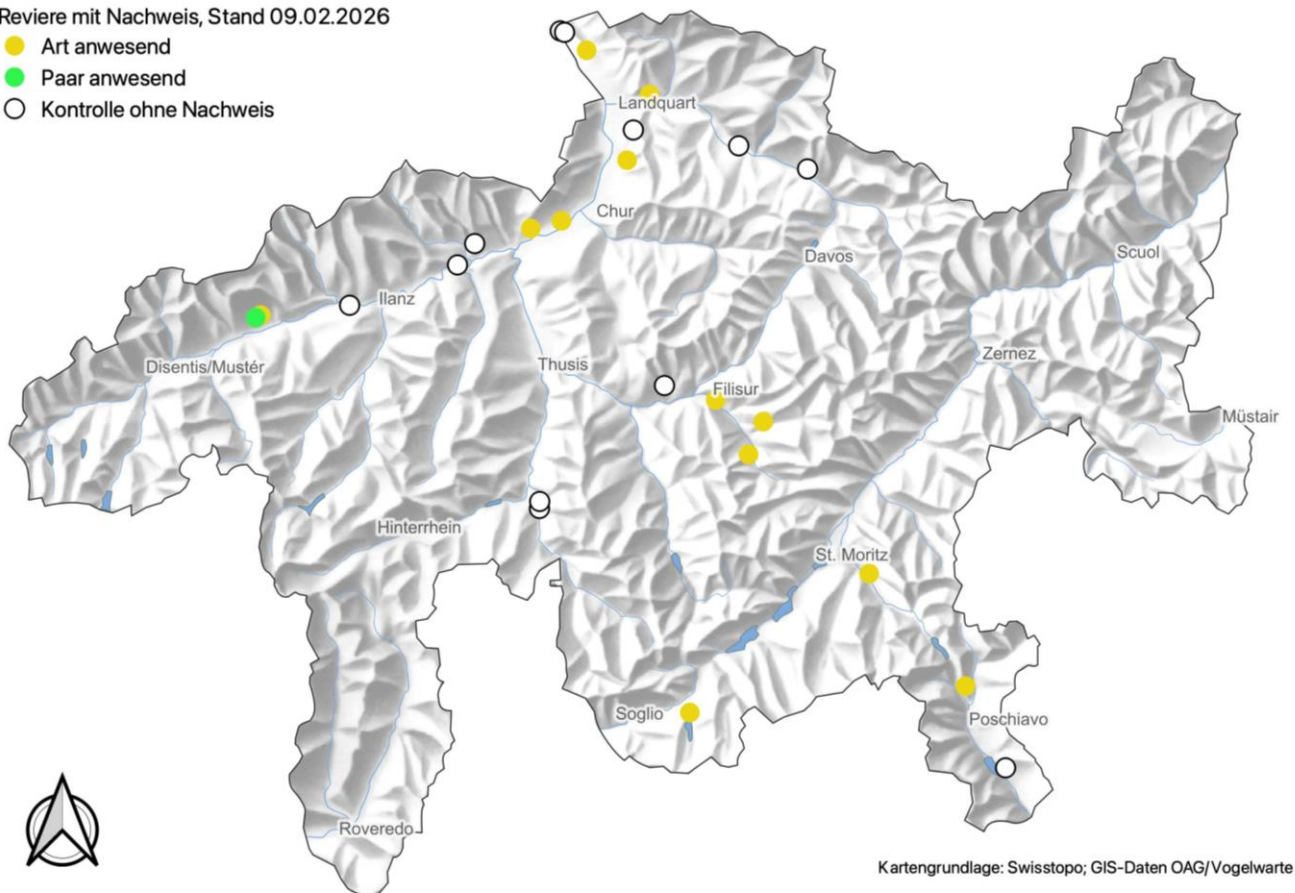 Reviere mit Nachweis, Stand 09.02.2026
Art anwesend
Paar anwesend
Kontrolle ohne Nachweis
Landquart
Chur
Davos
Scuol
Ilanz
Disentis/Mustér
Thusis
Zernez
Filisur
Müstair
Hinterrhein
St. Moritz
Soglio
Poschiavo
Roveredo
Kartengrundlage: Swisstopo; GIS-Daten OAG/Vogelwarte